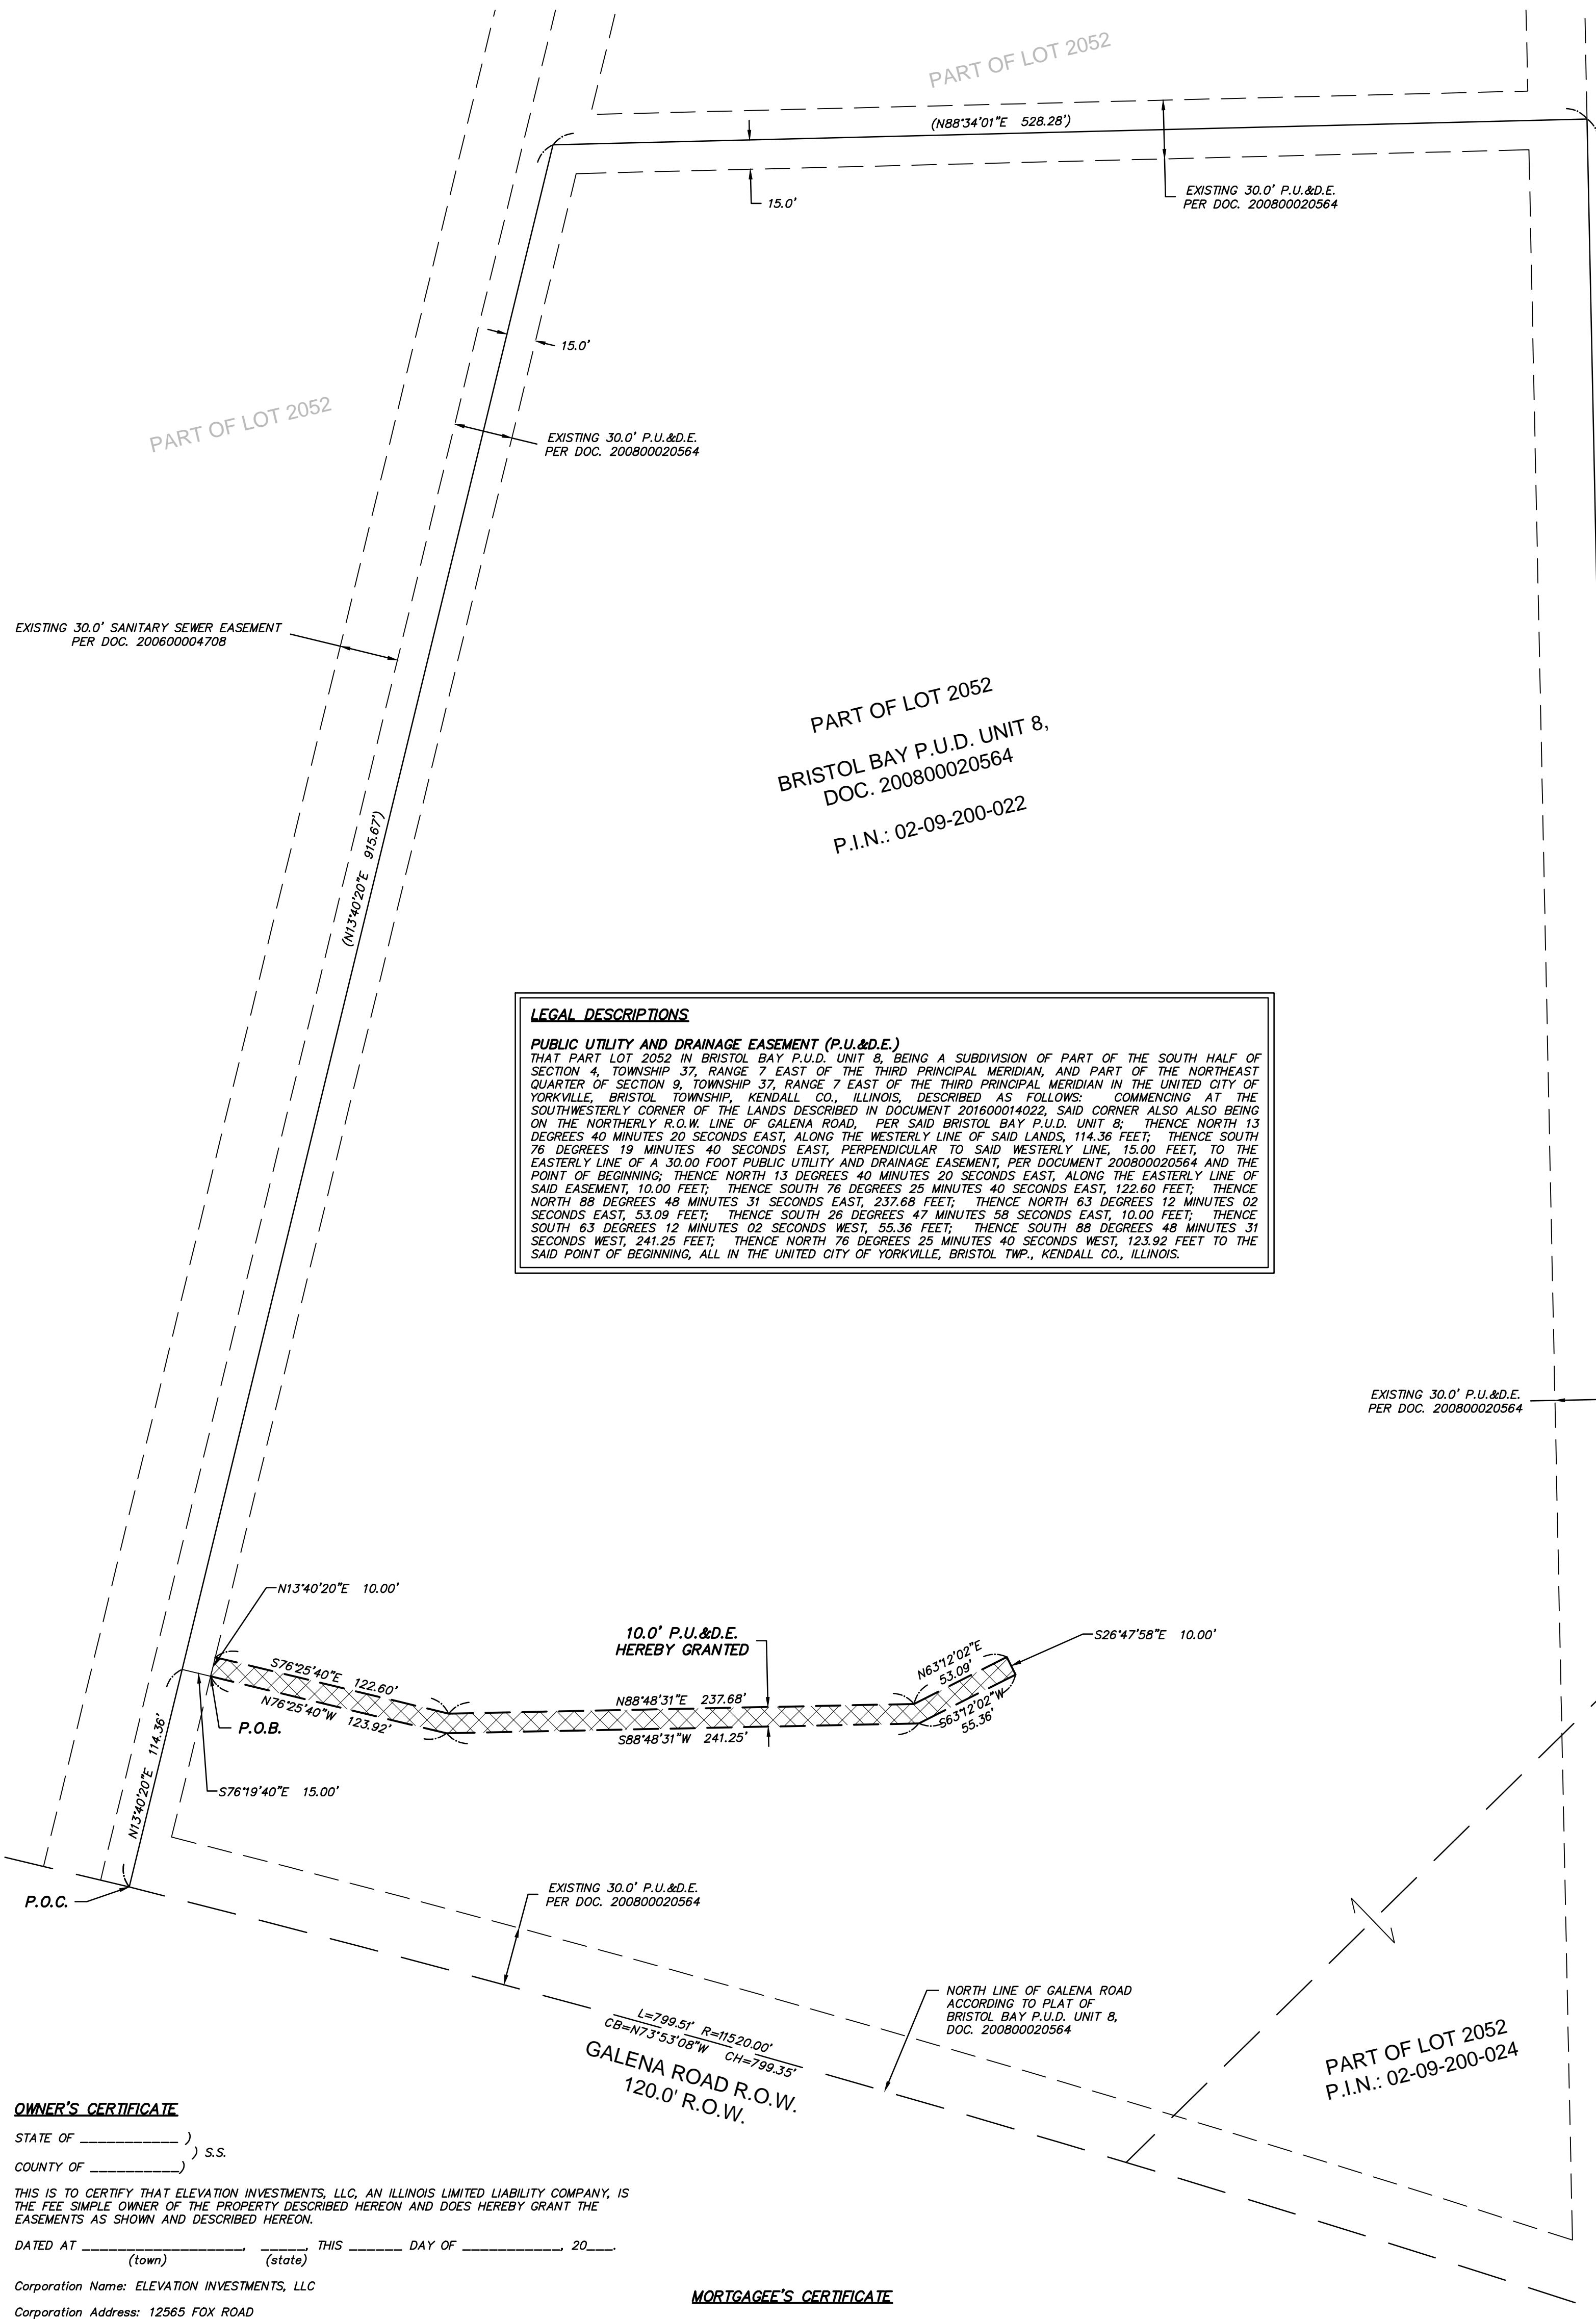 PART OF LOT 2052
(N88°34'01"E 528.28')
15.0'
EXISTING 30.0' P.U.&D.E.
PER DOC. 200800020564
15.0'
PART OF LOT 2052
EXISTING 30.0' P.U.&D.E.
PER DOC. 200800020564
EXISTING 30.0' SANITARY SEWER EASEMENT
PER DOC. 200600004708
PART OF LOT 2052
BRISTOL BAY P.U.D. UNIT 8,
DOC. 200800020564
P.I.N.: 02-09-200-022
(N13°40'20"E 915.67')
LEGAL DESCRIPTIONS
PUBLIC UTILITY AND DRAINAGE EASEMENT (P.U.&D.E.)
THAT PART LOT 2052 IN BRISTOL BAY P.U.D. UNIT 8, BEING A SUBDIVISION OF PART OF THE SOUTH HALF OF
SECTION 4, TOWNSHIP 37, RANGE 7 EAST OF THE THIRD PRINCIPAL MERIDIAN, AND PART OF THE NORTHEAST
QUARTER OF SECTION 9, TOWNSHIP 37, RANGE 7 EAST OF THE THIRD PRINCIPAL MERIDIAN IN THE UNITED CITY OF
YORKVILLE, BRISTOL TOWNSHIP, KENDALL CO., ILLINOIS, DESCRIBED AS FOLLOWS: COMMENCING AT THE
SOUTHWESTERLY CORNER OF THE LANDS DESCRIBED IN DOCUMENT 201600014022, SAID CORNER ALSO ALSO BEING
ON THE NORTHERLY R.O.W. LINE OF GALENA ROAD, PER SAID BRISTOL BAY P.U.D. UNIT 8; THENCE NORTH 13
DEGREES 40 MINUTES 20 SECONDS EAST, ALONG THE WESTERLY LINE OF SAID LANDS, 114.36 FEET; THENCE SOUTH
76 DEGREES 19 MINUTES 40 SECONDS EAST, PERPENDICULAR TO SAID WESTERLY LINE, 15.00 FEET, TO THE
EASTERLY LINE OF A 30.00 FOOT PUBLIC UTILITY AND DRAINAGE EASEMENT, PER DOCUMENT 200800020564 AND THE
POINT OF BEGINNING; THENCE NORTH 13 DEGREES 40 MINUTES 20 SECONDS EAST, ALONG THE EASTERLY LINE OF
SAID EASEMENT, 10.00 FEET; THENCE SOUTH 76 DEGREES 25 MINUTES 40 SECONDS EAST, 122.60 FEET; THENCE
NORTH 88 DEGREES 48 MINUTES 31 SECONDS EAST, 237.68 FEET; THENCE NORTH 63 DEGREES 12 MINUTES 02
SECONDS EAST, 53.09 FEET; THENCE SOUTH 26 DEGREES 47 MINUTES 58 SECONDS EAST, 10.00 FEET; THENCE
SOUTH 63 DEGREES 12 MINUTES 02 SECONDS WEST, 55.36 FEET; THENCE SOUTH 88 DEGREES 48 MINUTES 31
SECONDS WEST, 241.25 FEET; THENCE NORTH 76 DEGREES 25 MINUTES 40 SECONDS WEST, 123.92 FEET TO THE
SAID POINT OF BEGINNING, ALL IN THE UNITED CITY OF YORKVILLE, BRISTOL TWP., KENDALL CO., ILLINOIS.
EXISTING 30.0' P.U.&D.E.
PER DOC. 200800020564
N13°40'20"E 10.00'
10.0' P.U.&D.E.
HEREBY GRANTED
S26°47'58"E 10.00'
N63°12'02"E
53.09'
S76°25'40"E 122.60'
N88°48'31"E 237.68'
N76°25'40"W 123.92'
S63°12'02"W
55.36'
P.O.B.
S88°48'31"W 241.25'
N13°40'20"E 114.36'
S76°19'40"E 15.00'
P.O.C.
EXISTING 30.0' P.U.&D.E.
PER DOC. 200800020564
NORTH LINE OF GALENA ROAD
ACCORDING TO PLAT OF
BRISTOL BAY P.U.D. UNIT 8,
DOC. 200800020564
L=799.51' R=11520.00'
CB=N73°53'08"W CH=799.35'
GALENA ROAD R.O.W.
120.0' R.O.W.
PART OF LOT 2052
P.I.N.: 02-09-200-024
OWNER'S CERTIFICATE
STATE OF ___________ )
) S.S.
COUNTY OF __________)
THIS IS TO CERTIFY THAT ELEVATION INVESTMENTS, LLC, AN ILLINOIS LIMITED LIABILITY COMPANY, IS
THE FEE SIMPLE OWNER OF THE PROPERTY DESCRIBED HEREON AND DOES HEREBY GRANT THE
EASEMENTS AS SHOWN AND DESCRIBED HEREON.
DATED AT __________________, _____, THIS ______ DAY OF ___________, 20___.
(town) (state)
Corporation Name: ELEVATION INVESTMENTS, LLC
MORTGAGEE'S CERTIFICATE
Corporation Address: 12565 FOX ROAD